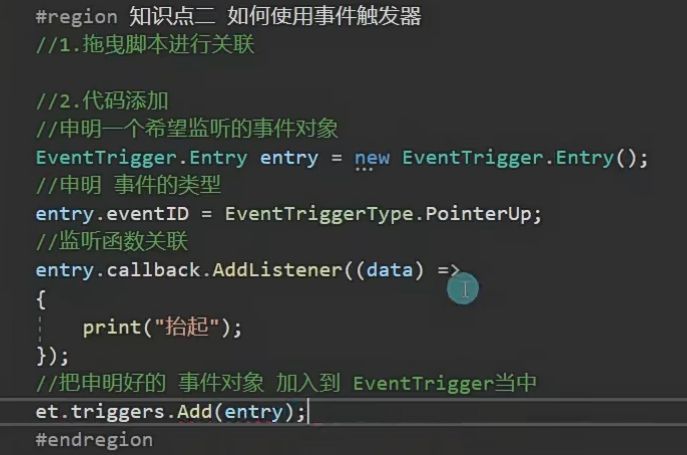 #region 知识点二 如何使用事件触发器
//1.拖曳脚本进行关联
//2.代码添加
//申明一个希望监听的事件对象
EventTrigger.Entry entry = new EventTrigger.Entry();
//申明 事件的类型
entry.eventID = EventTriggerType.PointerUp;
//监听函数关联
entry.callback.AddListener((data) =>
{
print("抬起");
});
//把申明好的 事件对象 加入到 EventTrigger当中
et.triggers.Add(entry);
#endregion